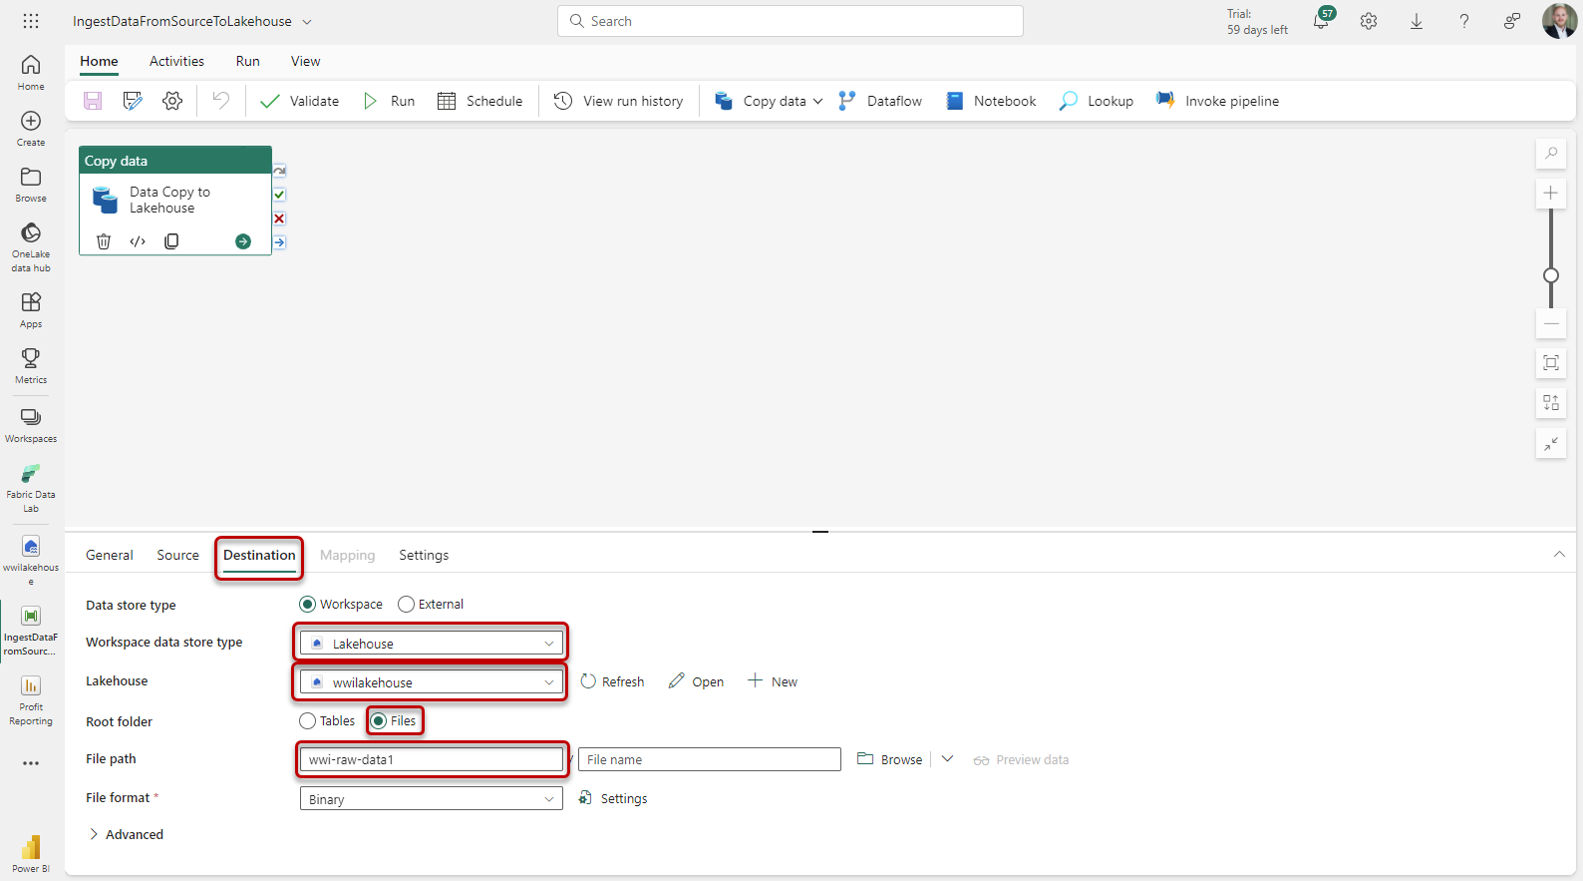 IngestDataFromSourceToLakehouse
Search
Trial:
59 days left
57
Home
Create
Browse
OneLake
data hub
Apps
Metrics
Workspaces
Fabric Data
Lab
wwilakehous
e
IngestDataF
romSourc...
Profit
Reporting
Power BI
Home Activities Run View
Validate Run Schedule View run history Copy data Dataflow Notebook Lookup Invoke pipeline
Copy data
Data Copy to
Lakehouse
General Source Destination Mapping Settings
Data store type Workspace External
Workspace data store type Lakehouse
Lakehouse wwilakehouse Refresh Open New
Root folder Tables Files
File path wwi-raw-data1 / File name Browse Preview data
File format * Binary Settings
Advanced